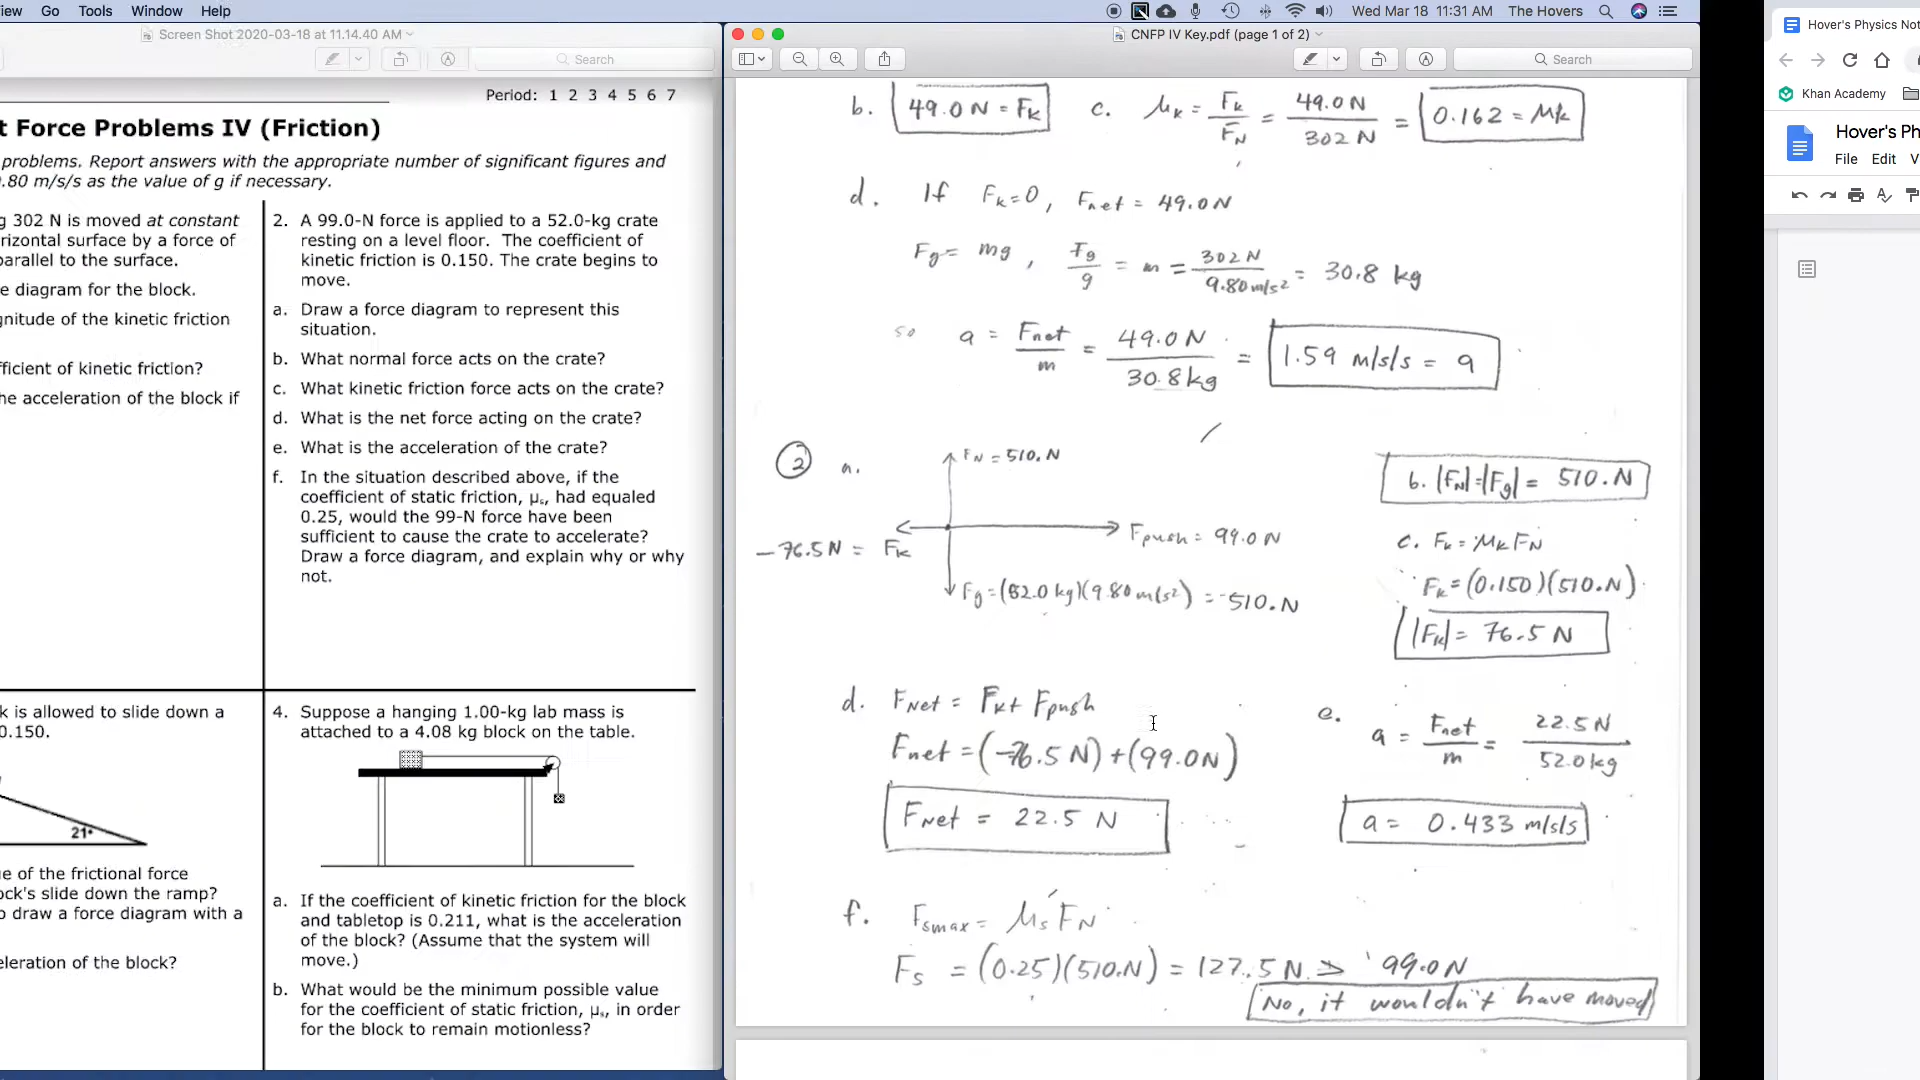 iew Go Tools Window Help
Wed Mar 18 11:31 AM The Hovers
Screen Shot 2020-03-18 at 11.14.40 AM
Search
Period: 1 2 3 4 5 6 7
t Force Problems IV (Friction)
problems. Report answers with the appropriate number of significant figures and
.80 m/s/s as the value of g if necessary.
g 302 N is moved at constant
rizontal surface by a force of
parallel to the surface.
e diagram for the block.
gnitude of the kinetic friction
fficient of kinetic friction?
he acceleration of the block if
2. A 99.0-N force is applied to a 52.0-kg crate
resting on a level floor. The coefficient of
kinetic friction is 0.150. The crate begins to
move.
a. Draw a force diagram to represent this
situation.
b. What normal force acts on the crate?
c. What kinetic friction force acts on the crate?
d. What is the net force acting on the crate?
e. What is the acceleration of the crate?
f. In the situation described above, if the
coefficient of static friction, μs, had equaled
0.25, would the 99-N force have been
sufficient to cause the crate to accelerate?
Draw a force diagram, and explain why or why
not.
k is allowed to slide down a
0.150.
21°
e of the frictional force
ock's slide down the ramp?
o draw a force diagram with a
eleration of the block?
4. Suppose a hanging 1.00-kg lab mass is
attached to a 4.08 kg block on the table.
a. If the coefficient of kinetic friction for the block
and tabletop is 0.211, what is the acceleration
of the block? (Assume that the system will
move.)
b. What would be the minimum possible value
for the coefficient of static friction, μs, in order
for the block to remain motionless?
CNFP IV Key.pdf (page 1 of 2)
Search
b. 49.0 N = Fk c. μk = Fk/FN = 49.0 N/302 N = 0.162 = μk
d. If Fk=0, Fnet = 49.0 N
Fg = mg, Fg/g = m = 302 N/9.80 m/s² = 30.8 kg
so a = Fnet/m = 49.0 N/30.8 kg = 1.59 m/s/s = a
2 a. FN = 510. N
b. |FN|=|Fg| = 510. N
-76.5 N = Fk
Fpush = 99.0 N
c. Fk = μk FN
Fg = (52.0 kg)(9.80 m/s²) = -510. N
Fk = (0.150)(510. N)
|Fk| = 76.5 N
d. FNet = Fk + Fpush
Fnet = (-76.5 N) + (99.0 N)
FNet = 22.5 N
e. a = Fnet/m = 22.5 N/52.0 kg
a = 0.433 m/s/s
f. Fsmax = μs FN
Fs = (0.25)(510. N) = 127.5 N > 99.0 N
No, it wouldn't have moved
Hover's Physics Not
Khan Academy
Hover's Ph
File Edit V